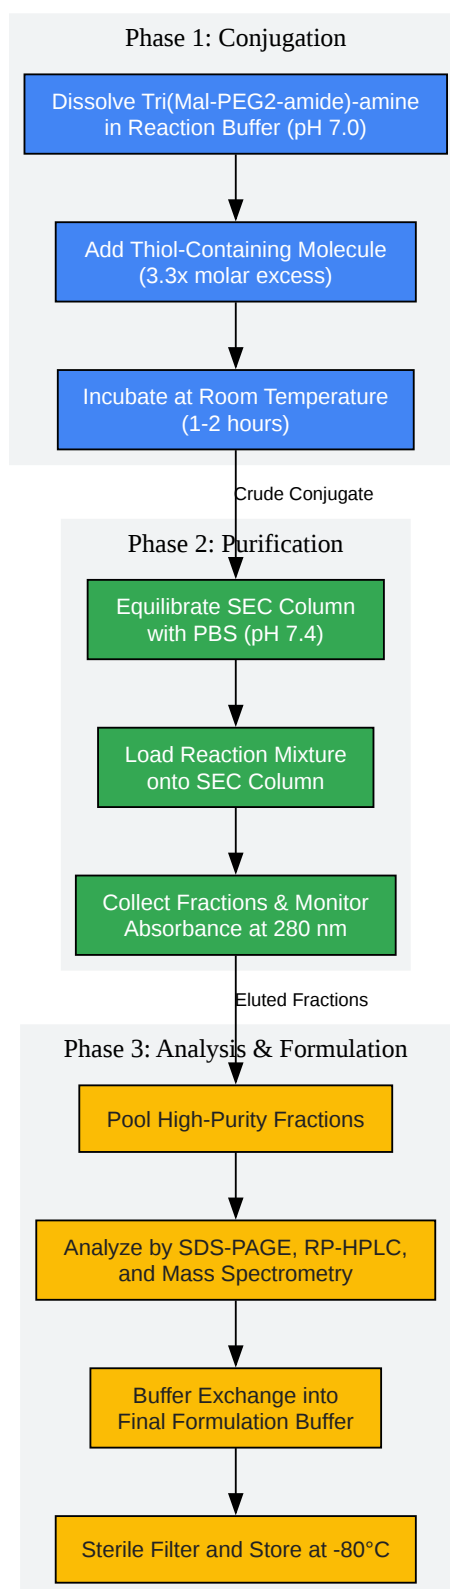 Phase 1: Conjugation
Dissolve Tri(Mal-PEG2-amide)-amine
in Reaction Buffer (pH 7.0)
Add Thiol-Containing Molecule
(3.3x molar excess)
Incubate at Room Temperature
(1-2 hours)
Crude Conjugate
Phase 2: Purification
Equilibrate SEC Column
with PBS (pH 7.4)
Load Reaction Mixture
onto SEC Column
Collect Fractions & Monitor
Absorbance at 280 nm
Eluted Fractions
Phase 3: Analysis & Formulation
Pool High-Purity Fractions
Analyze by SDS-PAGE, RP-HPLC,
and Mass Spectrometry
Buffer Exchange into
Final Formulation Buffer
Sterile Filter and Store at -80°C